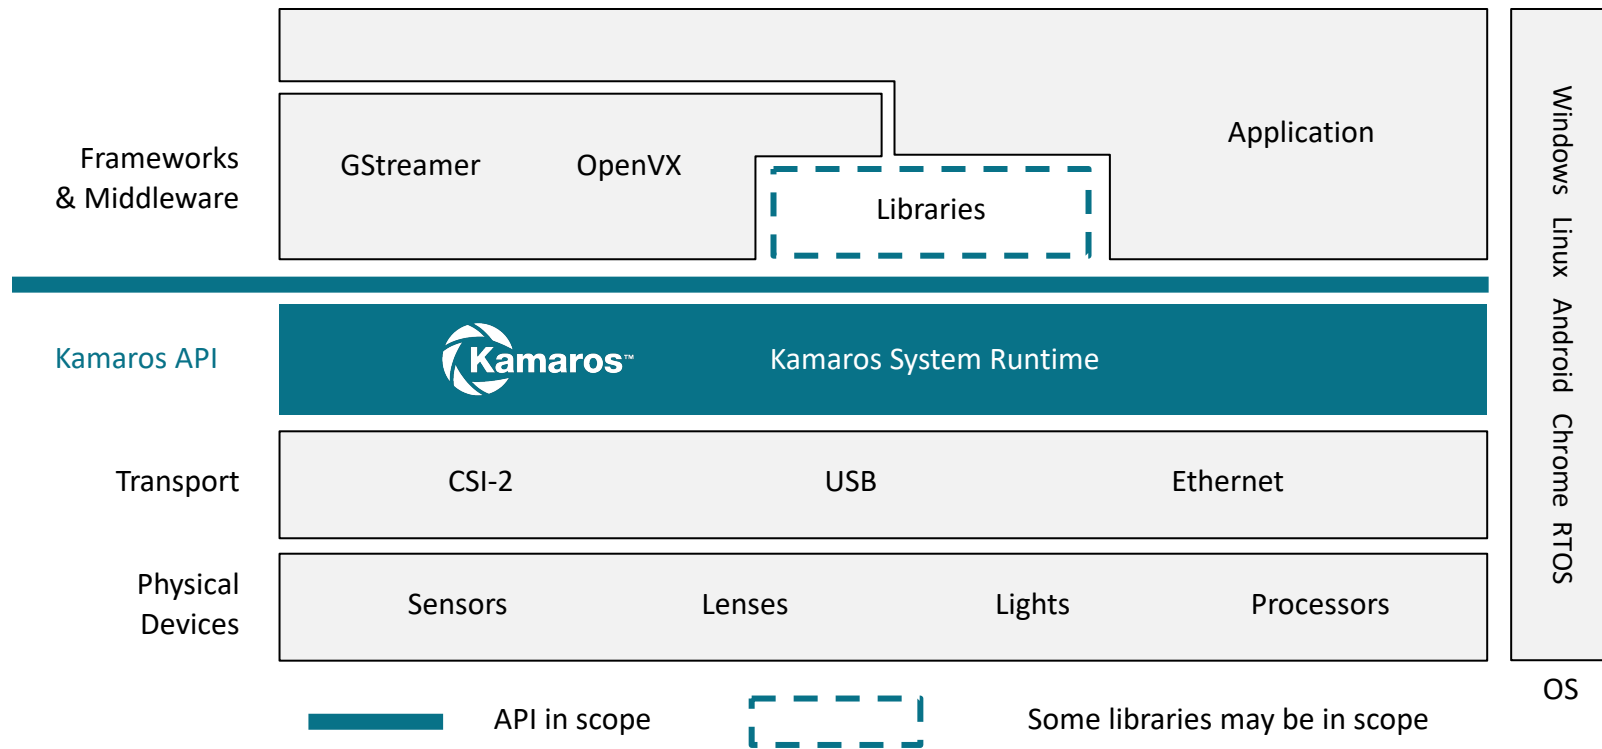 Application
Frameworks
& Middleware
GStreamer
OpenVX
Libraries
Kamaros API
Kamaros™
Kamaros System Runtime
Transport
CSI-2
USB
Ethernet
Physical
Devices
Sensors
Lenses
Lights
Processors
Windows Linux Android Chrome RTOS
OS
API in scope
Some libraries may be in scope